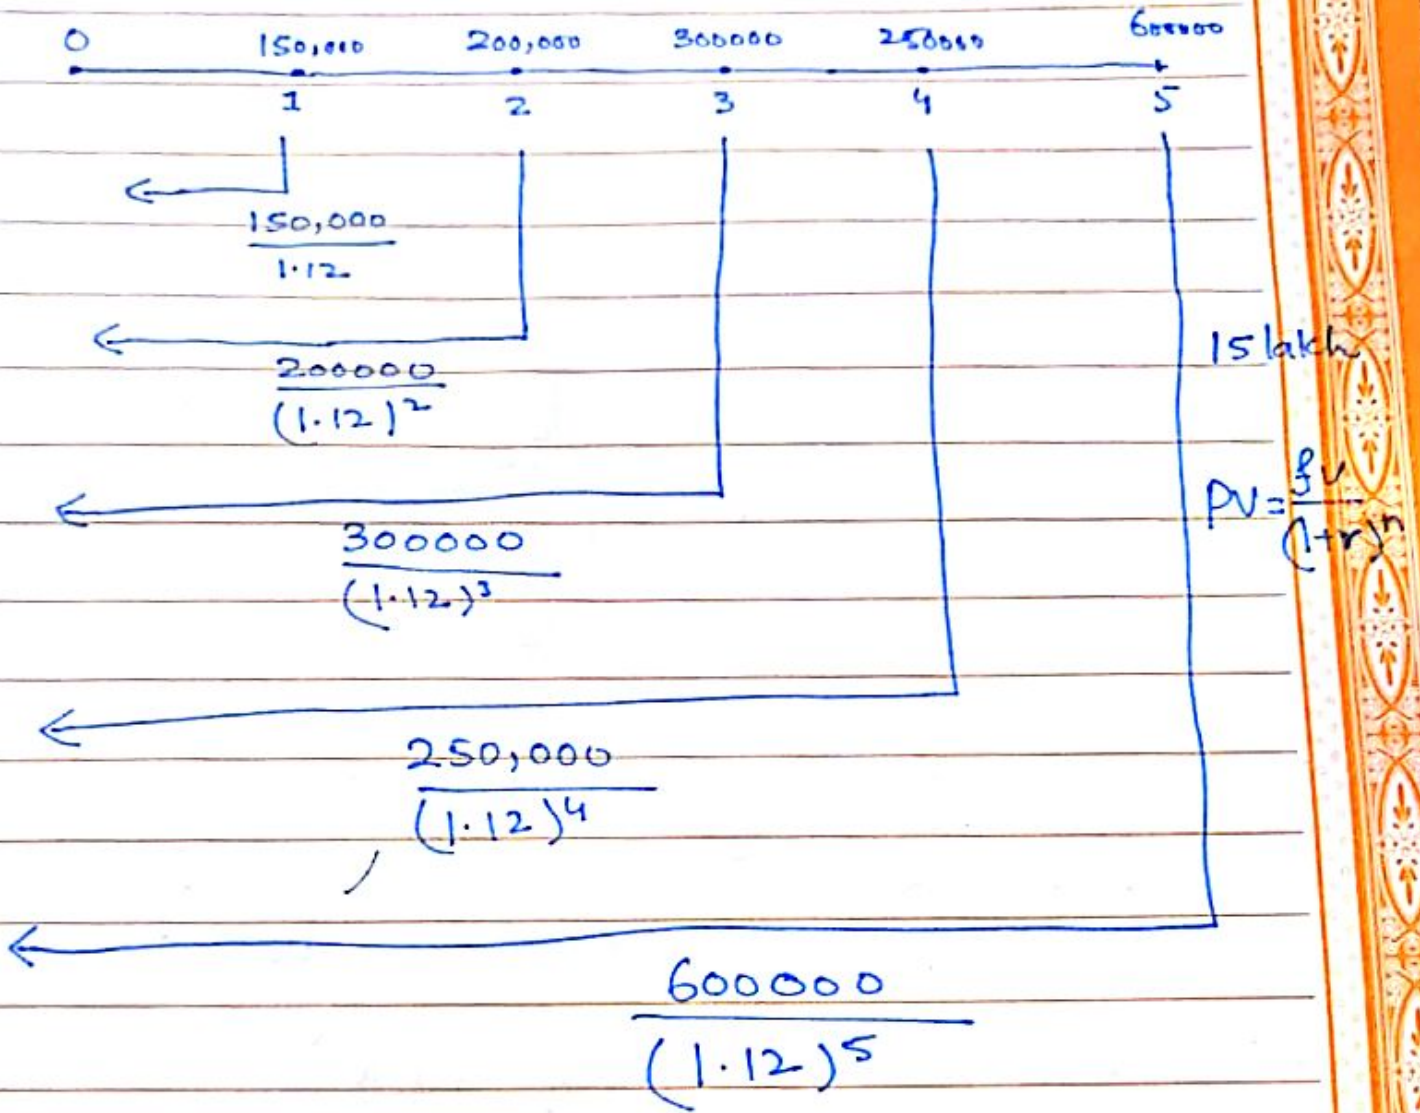 0 150,000 200,000 300000 250000 600000
1 2 3 4 5
150,000
1.12
200000
(1.12)²
15 lakh
300000
(1.12)³
PV = fv
(1+r)ⁿ
250,000
(1.12)⁴
600000
(1.12)⁵